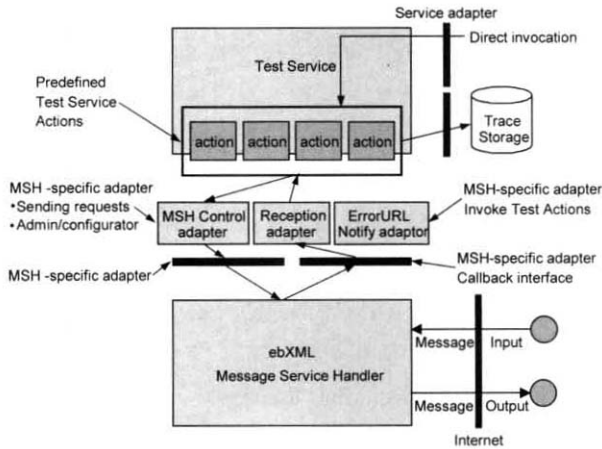 Service adapter
Direct invocation
Test Service
Predefined
Test Service
Actions
action
action
action
action
Trace
Storage
MSH -specific adapter
•Sending requests
•Admin/configurator
MSH Control
adapter
Reception
adapter
ErrorURL
Notify adaptor
MSH-specific adapter
Invoke Test Actions
MSH -specific adapter
MSH-specific adapter
Callback interface
ebXML
Message Service Handler
Message
Input
Message
Output
Internet